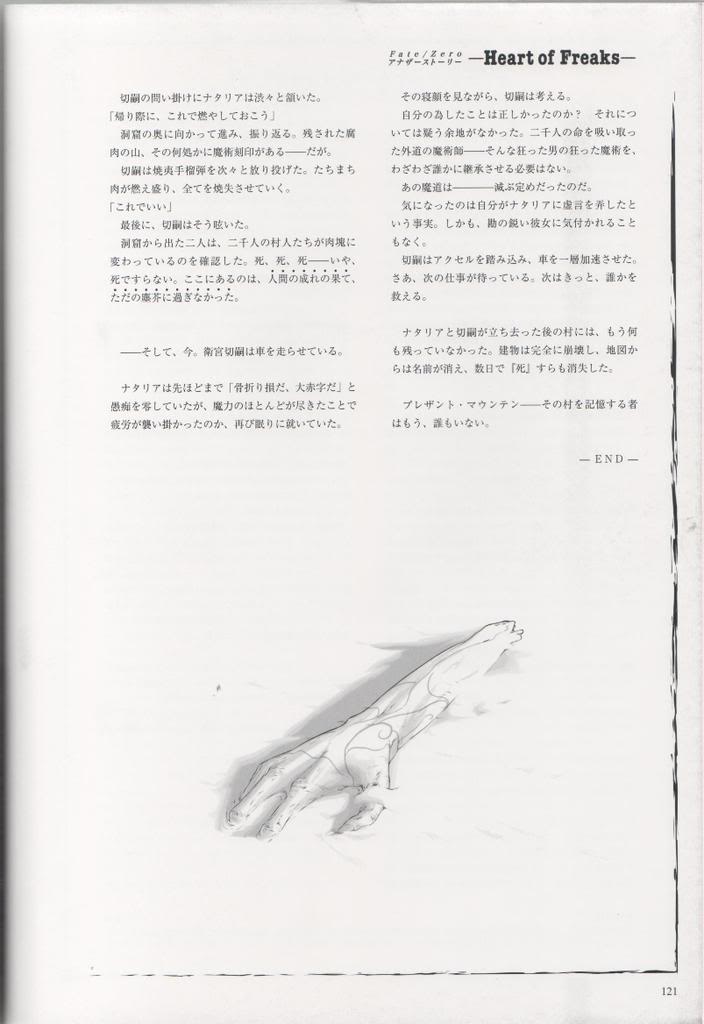 Fate/Zero
アナザーストーリー
—Heart of Freaks—
切嗣の問い掛けにナタリアは渋々と頷いた。
「帰り際に、これで燃やしておこう」
洞窟の奥に向かって進み、振り返る。残された腐
肉の山、その何処かに魔術刻印がある――だが。
切嗣は焼夷手榴弾を次々と放り投げた。たちまち
肉が燃え盛り、全てを焼失させていく。
「これでいい」
最後に、切嗣はそう呟いた。
洞窟から出た二人は、二千人の村人たちが肉塊に
変わっているのを確認した。死、死、死――いや、
死ですらない。ここにあるのは、人間の成れの果て、
ただの塵芥に過ぎなかった。
――そして、今。衛宮切嗣は車を走らせている。
ナタリアは先ほどまで「骨折り損だ、大赤字だ」と
愚痴を零していたが、魔力のほとんどが尽きたことで
疲労が襲い掛かったのか、再び眠りに就いていた。
その寝顔を見ながら、切嗣は考える。
自分の為したことは正しかったのか？　それにつ
いては疑う余地がなかった。二千人の命を吸い取っ
た外道の魔術師――そんな狂った男の狂った魔術を、
わざわざ誰かに継承させる必要はない。
あの魔道は――――滅ぶ定めだったのだ。
気になったのは自分がナタリアに虚言を弄したと
いう事実。しかも、勘の鋭い彼女に気付かれること
もなく。
切嗣はアクセルを踏み込み、車を一層加速させた。
さあ、次の仕事が待っている。次はきっと、誰かを
救える。
ナタリアと切嗣が立ち去った後の村には、もう何
も残っていなかった。建物は完全に崩壊し、地図か
らは名前が消え、数日で『死』すらも消失した。
プレザント・マウンテン――その村を記憶する者
はもう、誰もいない。
— END —
121